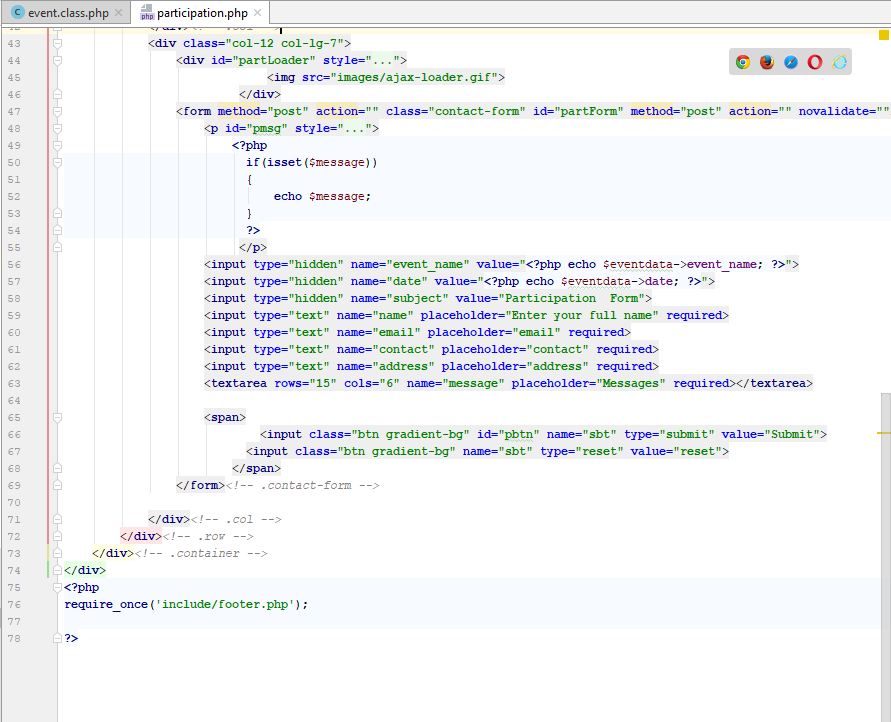 event.class.php
participation.php
43 <div class="col-12 col-lg-7">
44 <div id="partLoader" style="...">
45 <img src="images/ajax-loader.gif">
46 </div>
47 <form method="post" action="" class="contact-form" id="partForm" method="post" action="" novalidate=""
48 <p id="pmsg" style="...">
49 <?php
50 if(isset($message))
51 {
52 echo $message;
53 }
54 ?>
55 </p>
56 <input type="hidden" name="event_name" value="<?php echo $eventdata->event_name; ?>">
57 <input type="hidden" name="date" value="<?php echo $eventdata->date; ?>">
58 <input type="hidden" name="subject" value="Participation  Form">
59 <input type="text" name="name" placeholder="Enter your full name" required>
60 <input type="text" name="email" placeholder="email" required>
61 <input type="text" name="contact" placeholder="contact" required>
62 <input type="text" name="address" placeholder="address" required>
63 <textarea rows="15" cols="6" name="message" placeholder="Messages" required></textarea>
64
65 <span>
66 <input class="btn gradient-bg" id="pbtn" name="sbt" type="submit" value="Submit">
67 <input class="btn gradient-bg" name="sbt" type="reset" value="reset">
68 </span>
69 </form><!-- .contact-form -->
70
71 </div><!-- .col -->
72 </div><!-- .row -->
73 </div><!-- .container -->
74 </div>
75 <?php
76 require_once('include/footer.php');
77
78 ?>